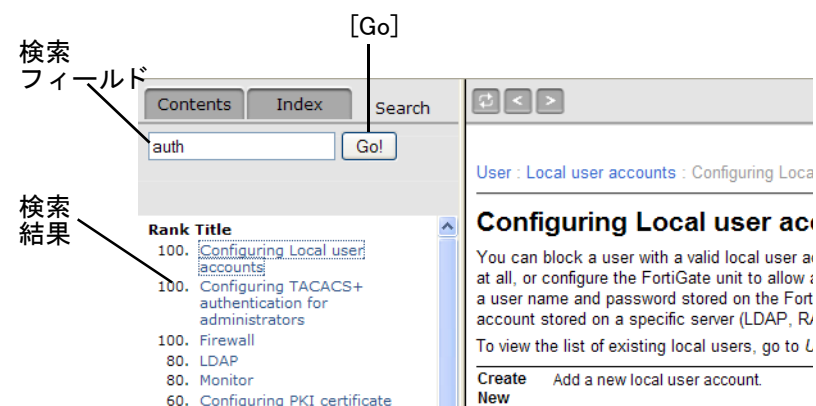 [Go]
検索
フィールド
Contents Index Search
auth Go!
検索
結果
Rank Title
100. Configuring Local user
accounts
100. Configuring TACACS+
authentication for
administrators
100. Firewall
80. LDAP
80. Monitor
60. Configuring PKI certificate
< >
User : Local user accounts : Configuring Loca
Configuring Local user acc
You can block a user with a valid local user a
at all, or configure the FortiGate unit to allow a
a user name and password stored on the Fort
account stored on a specific server (LDAP, RA
To view the list of existing local users, go to U
Create Add a new local user account.
New